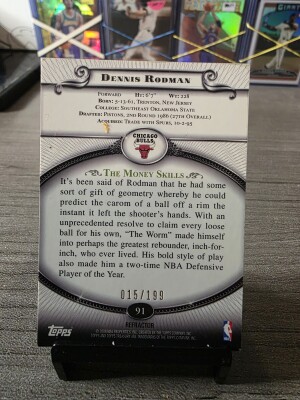 DENNIS RODMAN
FORWARD HT: 6'7" WT: 228
BORN: 5-13-61, TRENTON, NEW JERSEY
COLLEGE: SOUTHEASTERN OKLAHOMA STATE
DRAFTED: PISTONS, 2ND ROUND 1986 (27TH OVERALL)
ACQUIRED: TRADE WITH SPURS, 10-2-95
CHICAGO
BULLS
THE MONEY SKILLS
It's been said of Rodman that he had some
sort of gift of geometry whereby he could
predict the carom of a ball off a rim the
instant it left the shooter's hands. With an
unprecedented resolve to claim every loose
ball for his own, "The Worm" made himself
into perhaps the greatest rebounder, inch-for-
inch, who ever lived. His bold style of play
also made him a two-time NBA Defensive
Player of the Year.
015/199
91
Topps
REFRACTOR
NBA